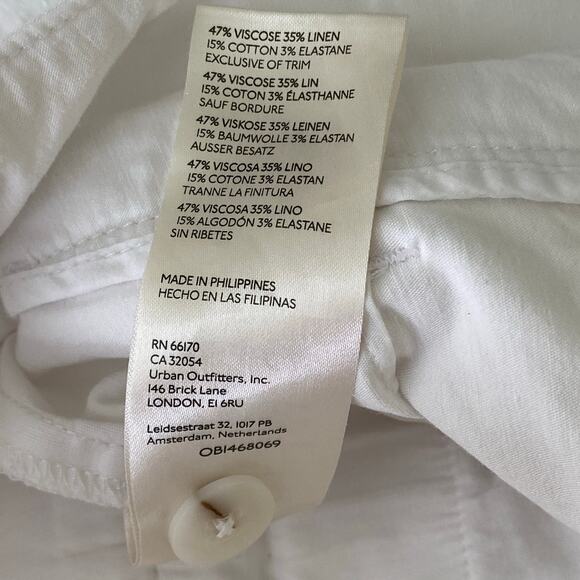 47% VISCOSE 35% LINEN
15% COTTON 3% ELASTANE
EXCLUSIVE OF TRIM
47% VISCOSE 35% LIN
15% COTON 3% ÉLASTHANNE
SAUF BORDURE
47% VISKOSE 35% LEINEN
15% BAUMWOLLE 3% ELASTAN
AUSSER BESATZ
47% VISCOSA 35% LINO
15% COTONE 3% ELASTAN
TRANNE LA FINITURA
47% VISCOSA 35% LINO
15% ALGODÓN 3% ELASTANE
SIN RIBETES
MADE IN PHILIPPINES
HECHO EN LAS FILIPINAS
RN 66170
CA 32054
Urban Outfitters, Inc.
146 Brick Lane
LONDON, E1 6RU
Leidsestraat 32, 1017 PB
Amsterdam, Netherlands
OB1468069